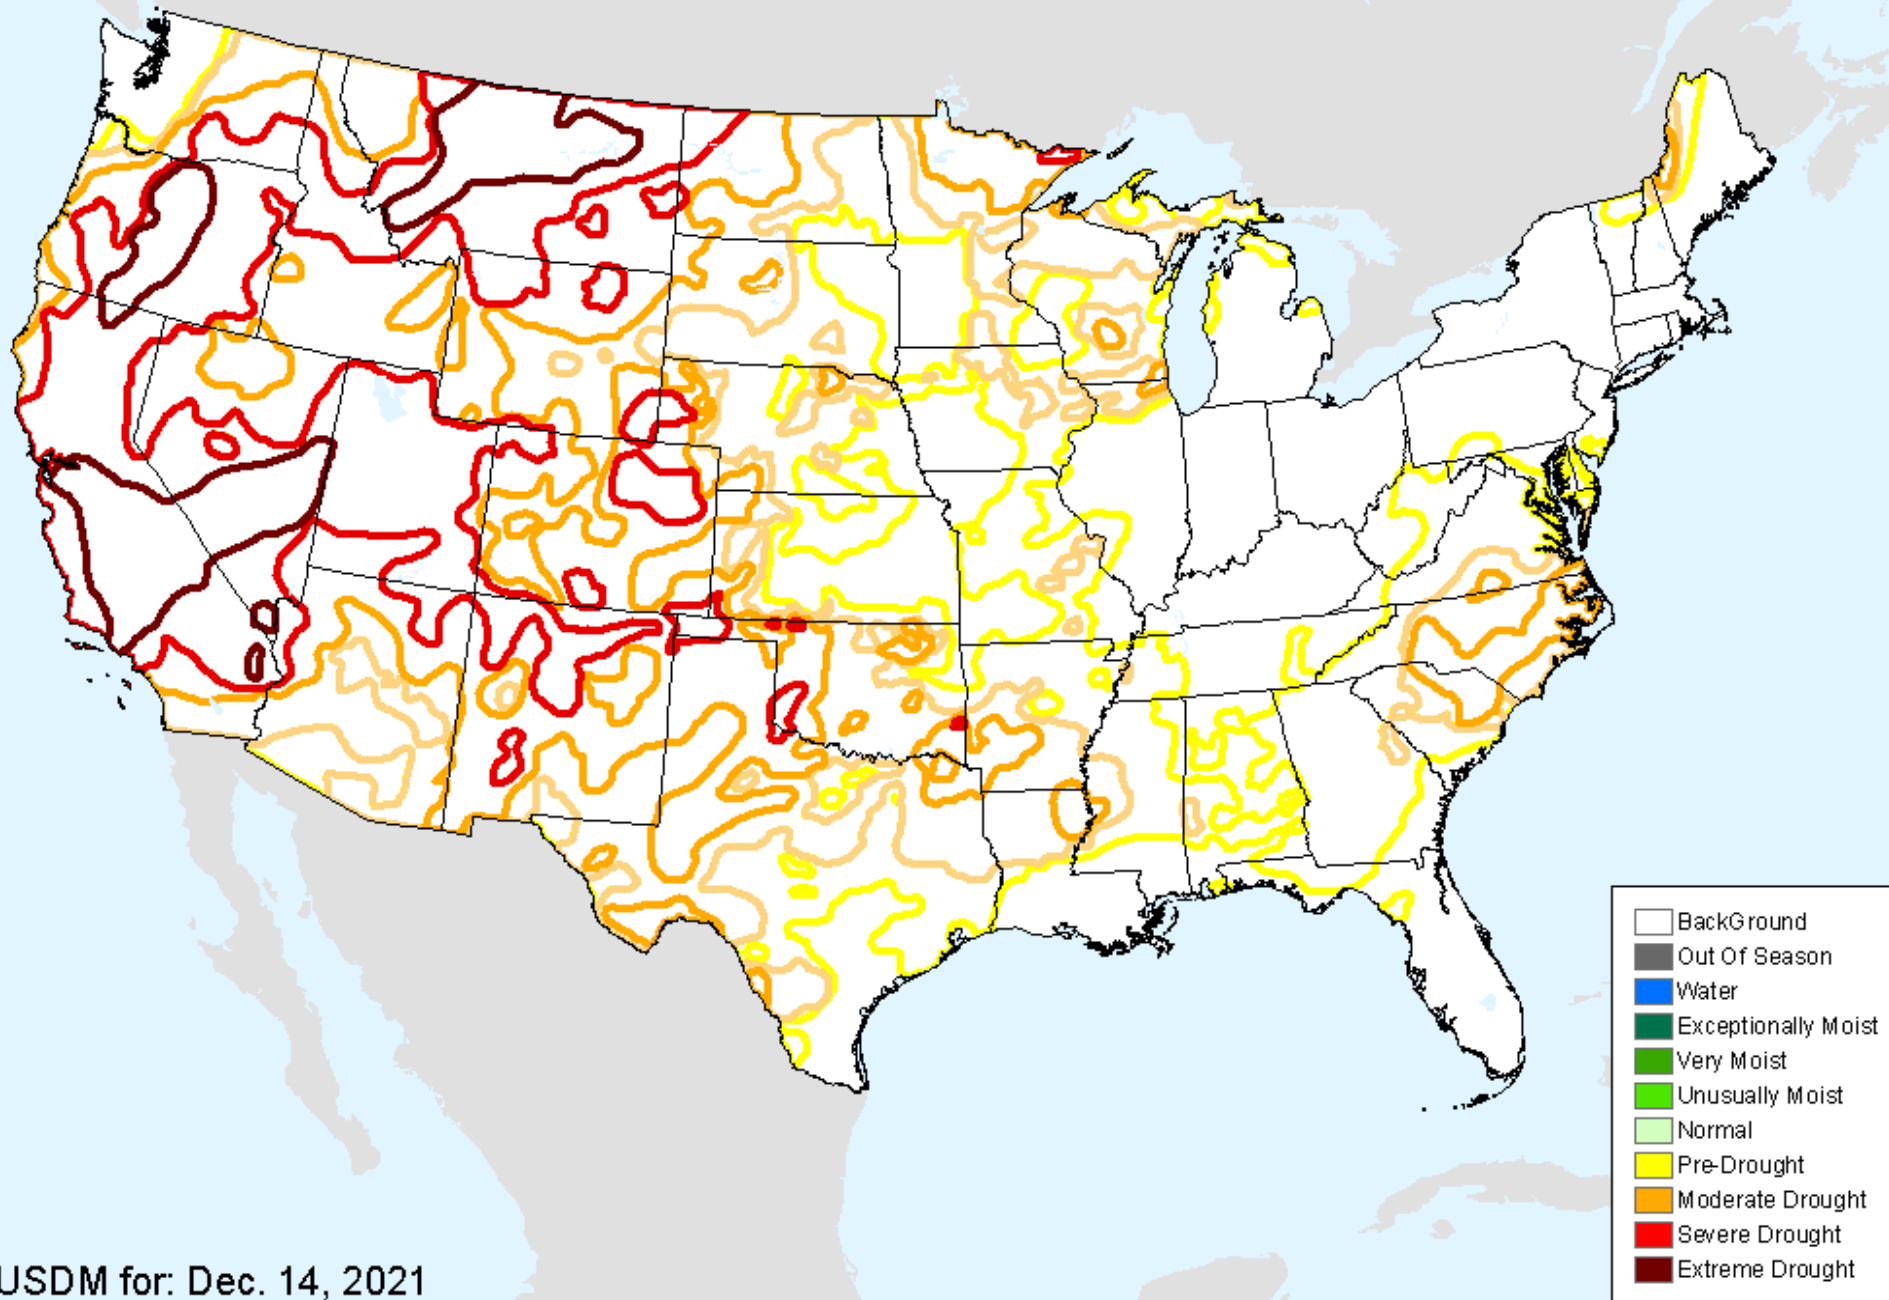 BackGround
Out Of Season
Water
Exceptionally Moist
Very Moist
Unusually Moist
Normal
Pre-Drought
Moderate Drought
Severe Drought
Extreme Drought
USDM for: Dec. 14, 2021